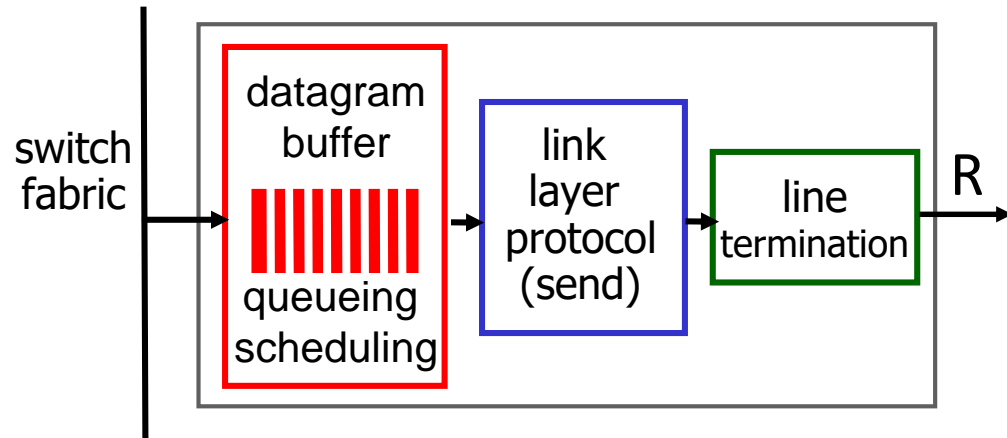 switch
fabric
datagram
buffer
queueing
scheduling
link
layer
protocol
(send)
line
termination
R